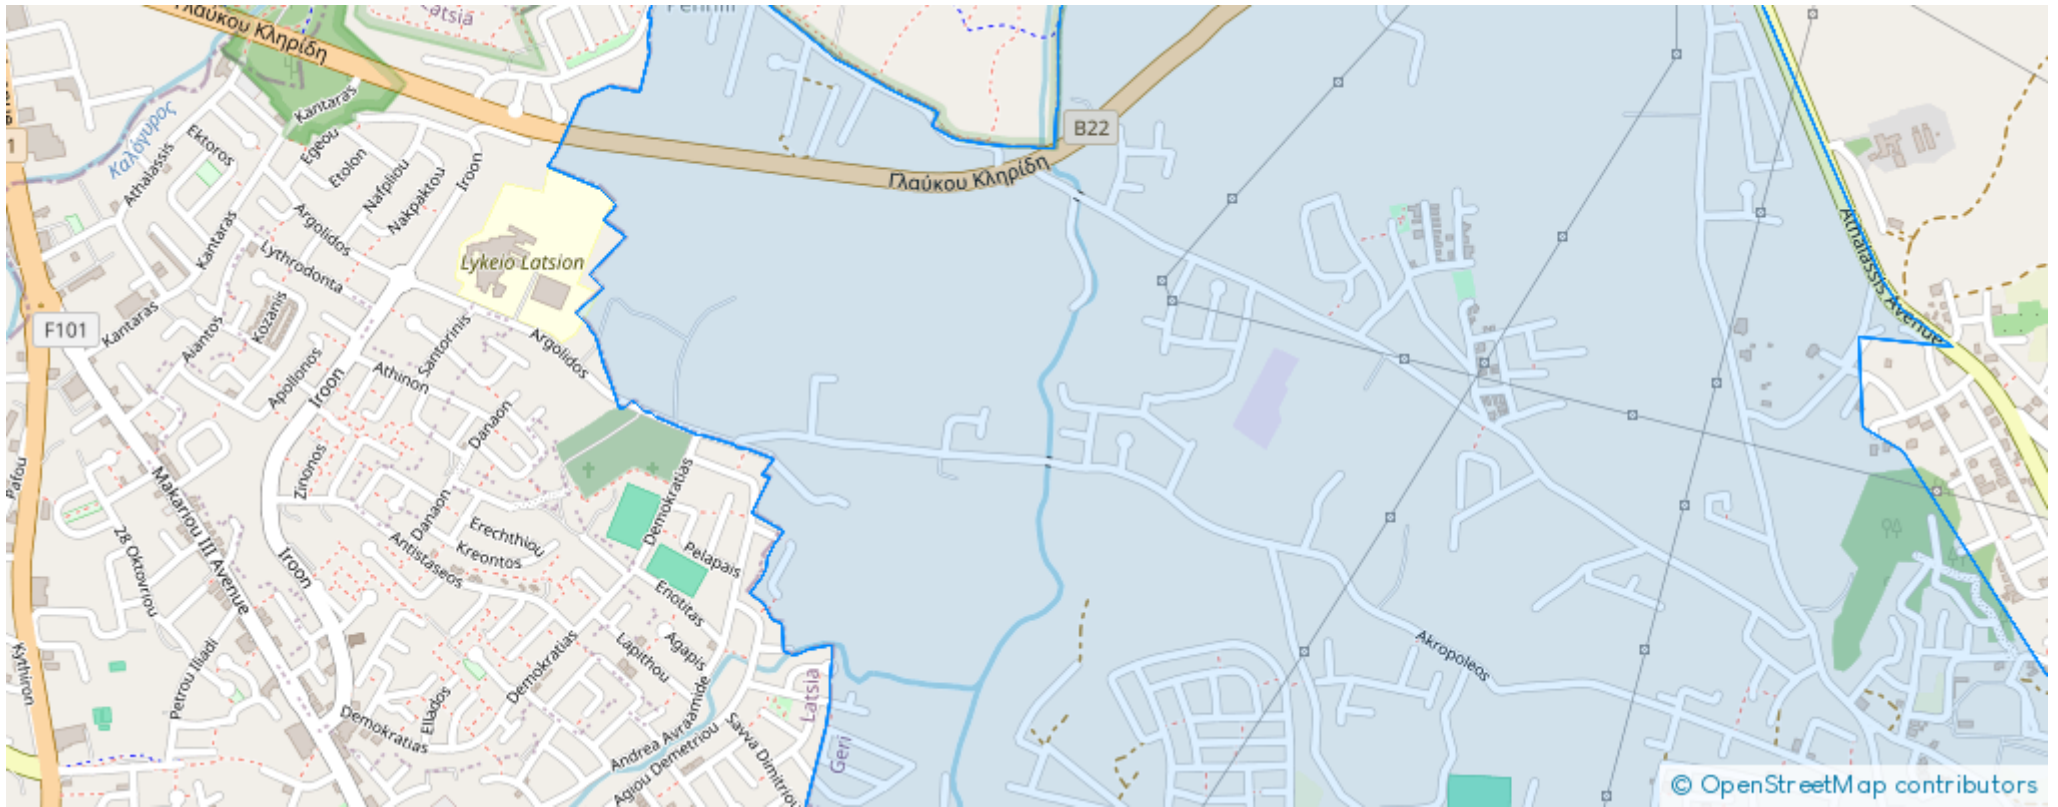 Latsia
Γλαύκου Κληρίδη
Καλόγυρος
Kantaras
Ektoros
Egeou
Athalassis
Etolon
Nafpliou
Nakpaktou
Iroon
B22
Γλαύκου Κληρίδη
1
Argolidos
Kantaras
Lythrodonta
Lykeio Latsion
Athalassis Avenue
F101
Kantaras
Aiantos
Kozanis
Santorinis
Argolidos
Apollonos
Iroon
Athinon
Danaon
Zinonos
Pafou
Makariou III Avenue
Danaon
Demokratias
Erechthiou
Kreontos
Antistaseos
Pelapais
28 Oktovriou
Iroon
Enotitas
Kythiron
Petrou Iliadi
Demokratias
Lapithou
Agapis
Akropoleos
Ellados
Demokratias
Latsia
Geri
Andrea Avraamide
Agiou Demetriou
Savva Dimitriou
© OpenStreetMap contributors